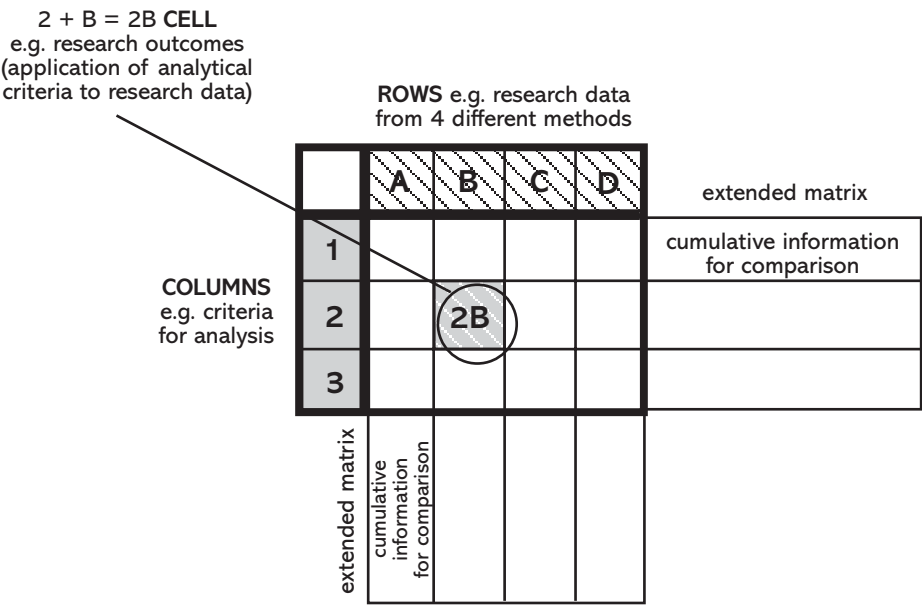 2 + B = 2B CELL
e.g. research outcomes
(application of analytical
criteria to research data)
ROWS e.g. research data
from 4 different methods
A B C D
extended matrix
1
cumulative information
for comparison
COLUMNS
e.g. criteria
for analysis
2
2B
3
extended matrix
cumulative
information
for comparison